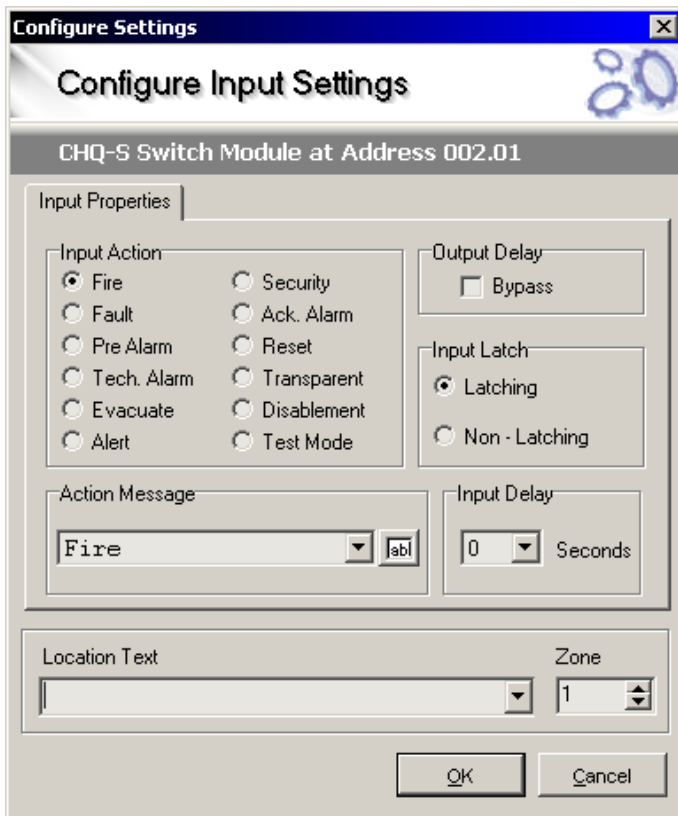 Configure Settings
Configure Input Settings
CHQ-S Switch Module at Address 002.01
Input Properties
Input Action
Fire
Security
Fault
Ack. Alarm
Pre Alarm
Reset
Tech. Alarm
Transparent
Evacuate
Disablement
Alert
Test Mode
Output Delay
Bypass
Input Latch
Latching
Non - Latching
Action Message
Fire
abl
Input Delay
0 Seconds
Location Text
Zone
1
OK
Cancel